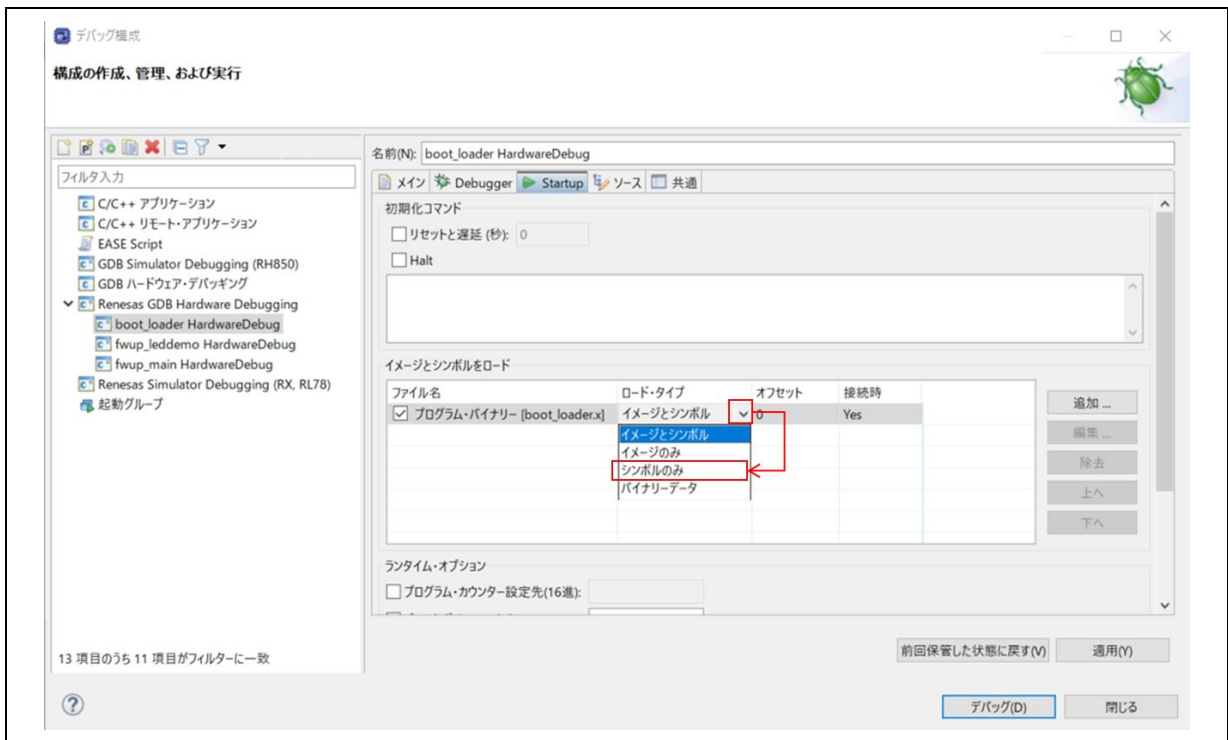 デバッグ構成
構成の作成、管理、および実行
フィルタ入力
C/C++ アプリケーション
C/C++ リモート・アプリケーション
EASE Script
GDB Simulator Debugging (RH850)
GDB ハードウェア・デバッギング
Renesas GDB Hardware Debugging
boot_loader HardwareDebug
fwup_leddemo HardwareDebug
fwup_main HardwareDebug
Renesas Simulator Debugging (RX, RL78)
起動グループ
13 項目のうち 11 項目がフィルターに一致
名前(N): boot_loader HardwareDebug
メイン Debugger Startup ソース 共通
初期化コマンド
リセットと遅延 (秒): 0
Halt
イメージとシンボルをロード
ファイル名 ロード・タイプ オフセット 接続時
プログラム・バイナリー [boot_loader.x] イメージとシンボル 0 Yes
イメージとシンボル
イメージのみ
シンボルのみ
バイナリーデータ
追加 ...
編集 ...
除去
上へ
下へ
ランタイム・オプション
プログラム・カウンター設定先(16進):
前回保管した状態に戻す(V) 適用(Y)
デバッグ(D) 閉じる